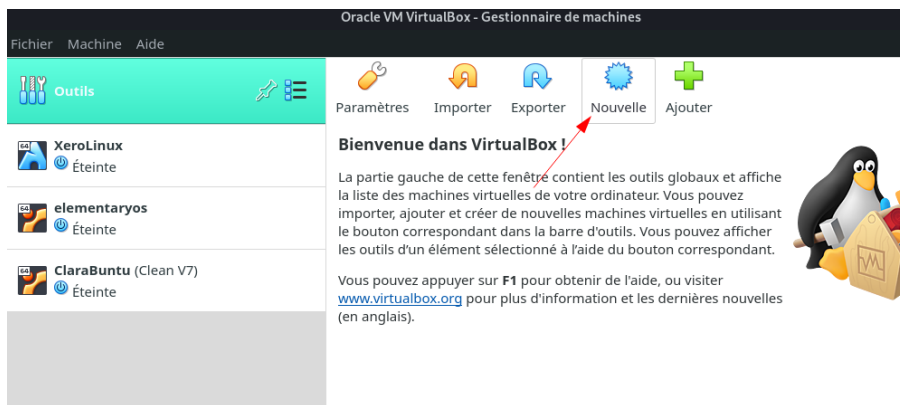 Oracle VM VirtualBox - Gestionnaire de machines
Fichier Machine Aide
Outils
Paramètres Importer Exporter Nouvelle Ajouter
64 XeroLinux
Éteinte
64 elementaryos
Éteinte
64 ClaraBuntu (Clean V7)
Éteinte
Bienvenue dans VirtualBox !
La partie gauche de cette fenêtre contient les outils globaux et affiche
la liste des machines virtuelles de votre ordinateur. Vous pouvez
importer, ajouter et créer de nouvelles machines virtuelles en utilisant
le bouton correspondant dans la barre d'outils. Vous pouvez afficher
les outils d’un élément sélectionné à l’aide du bouton correspondant.
Vous pouvez appuyer sur F1 pour obtenir de l'aide, ou visiter
www.virtualbox.org pour plus d'information et les dernières nouvelles
(en anglais).